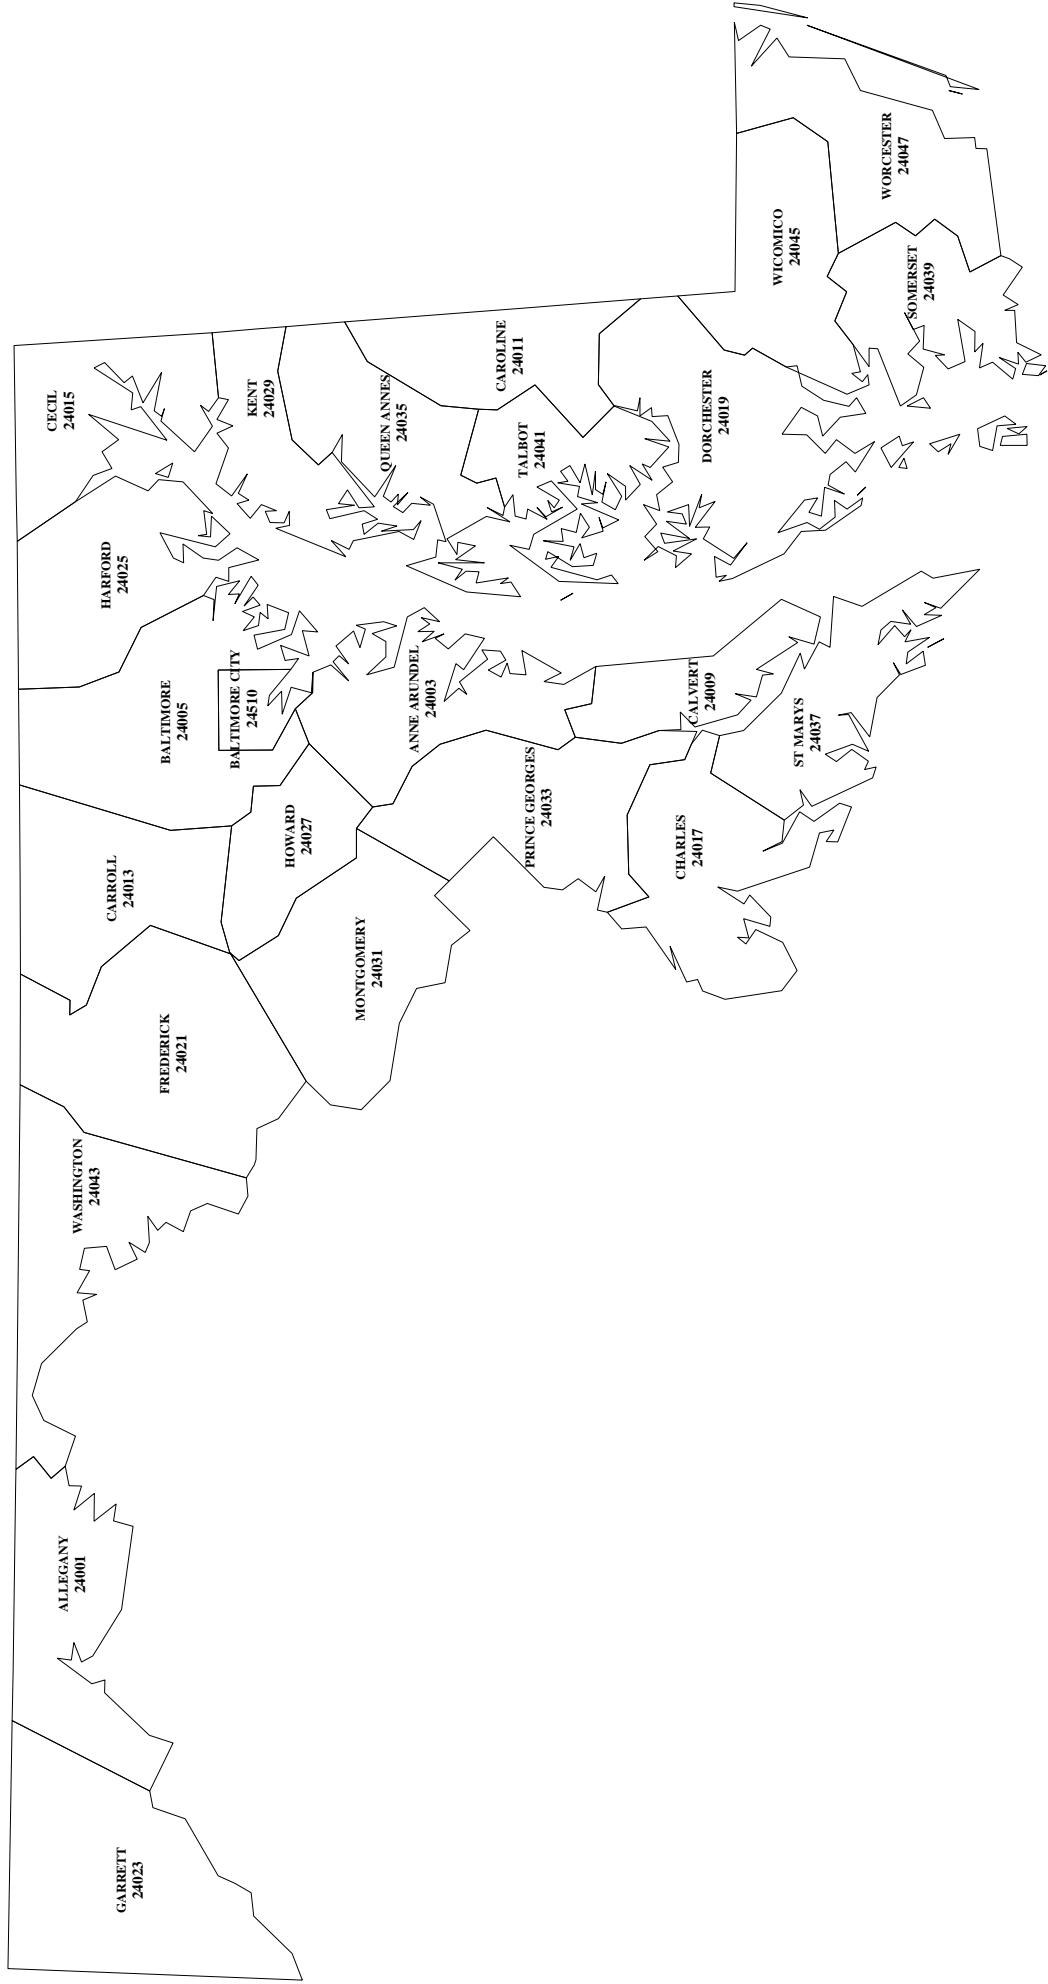 GARRETT
24023
ALLEGANY
24001
WASHINGTON
24043
FREDERICK
24021
CARROLL
24013
BALTIMORE
24005
HARFORD
24025
CECIL
24015
BALTIMORE CITY
24510
KENT
24029
HOWARD
24027
MONTGOMERY
24031
QUEEN ANNES
24035
ANNE ARUNDEL
24003
CAROLINE
24011
TALBOT
24041
PRINCE GEORGES
24033
CALVERT
24009
DORCHESTER
24019
CHARLES
24017
WICOMICO
24045
ST MARYS
24037
WORCESTER
24047
SOMERSET
24039